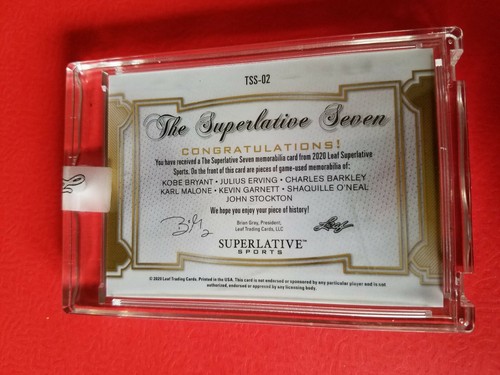 TSS-02
The Superlative Seven
CONGRATULATIONS!
You have received a The Superlative Seven memorabilia card from 2020 Leaf Superlative
Sports. On the front of this card are pieces of game-used memorabilia of:
KOBE BRYANT • JULIUS ERVING • CHARLES BARKLEY
KARL MALONE • KEVIN GARNETT • SHAQUILLE O'NEAL
JOHN STOCKTON
We hope you enjoy your piece of history!
Brian Gray, President,
Leaf Trading Cards, LLC
Leaf
SUPERLATIVE™
SPORTS
© 2020 Leaf Trading Cards. Printed in the USA. This card is not endorsed or sponsored by any particular player and is not
authorized, endorsed or approved by any licensing body.